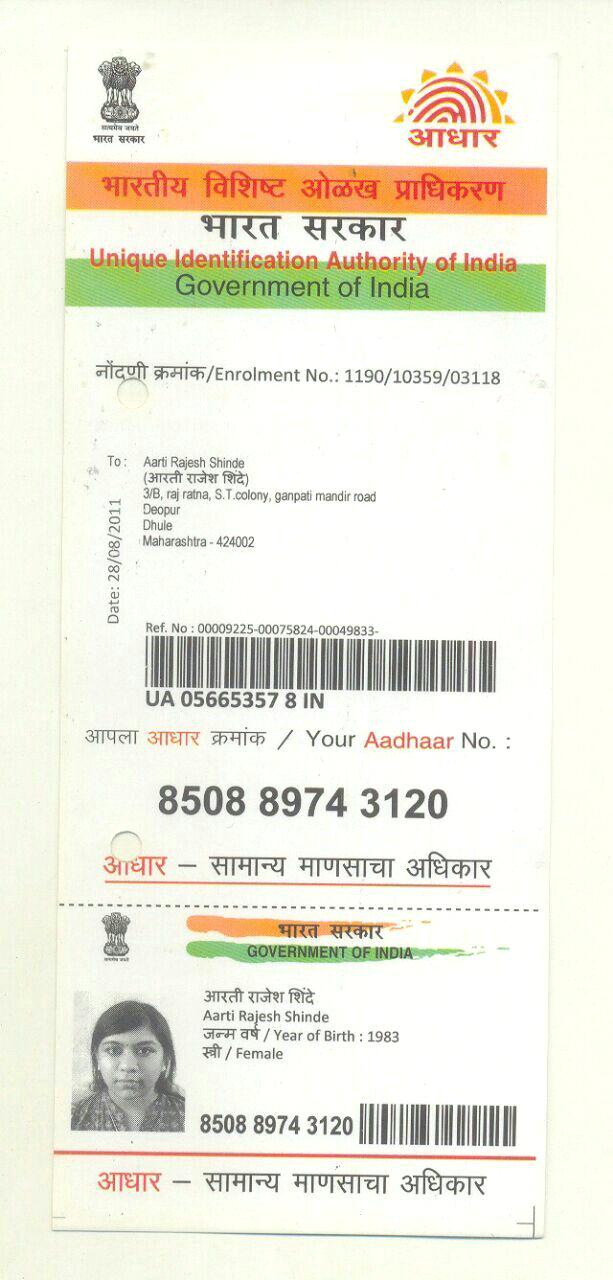 सत्यमेव जयते
भारत सरकार
आधार
भारतीय विशिष्ट ओळख प्राधिकरण
भारत सरकार
Unique Identification Authority of India
Government of India
नोंदणी क्रमांक/Enrolment No.: 1190/10359/03118
To : Aarti Rajesh Shinde
(आरती राजेश शिंदे)
3/B, raj ratna, S.T.colony, ganpati mandir road
Deopur
Dhule
Maharashtra - 424002
Date: 28/08/2011
Ref. No : 00009225-00075824-00049833-
UA 05665357 8 IN
आपला आधार क्रमांक / Your Aadhaar No. :
8508 8974 3120
आधार – सामान्य माणसाचा अधिकार
सत्यमेव जयते
भारत सरकार
GOVERNMENT OF INDIA
आरती राजेश शिंदे
Aarti Rajesh Shinde
जन्म वर्ष / Year of Birth : 1983
स्त्री / Female
8508 8974 3120
आधार – सामान्य माणसाचा अधिकार